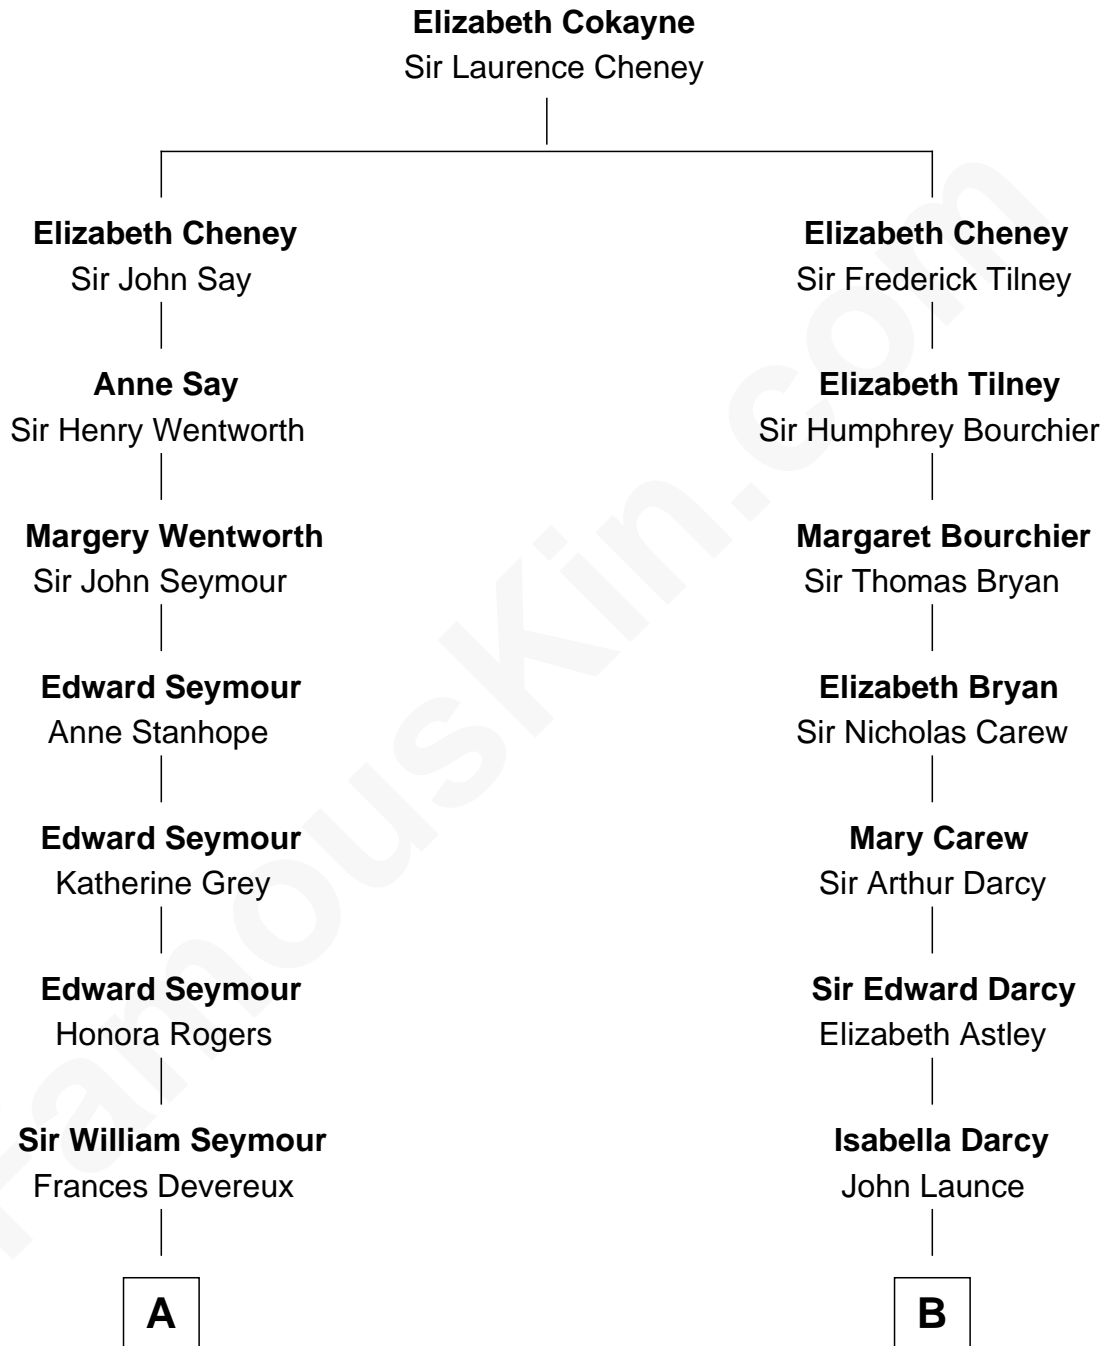 Elizabeth Cokayne
Sir Laurence Cheney
Elizabeth Cheney
Sir John Say
Anne Say
Sir Henry Wentworth
Margery Wentworth
Sir John Seymour
Edward Seymour
Anne Stanhope
Edward Seymour
Katherine Grey
Edward Seymour
Honora Rogers
Sir William Seymour
Frances Devereux
A
Elizabeth Cheney
Sir Frederick Tilney
Elizabeth Tilney
Sir Humphrey Bourchier
Margaret Bourchier
Sir Thomas Bryan
Elizabeth Bryan
Sir Nicholas Carew
Mary Carew
Sir Arthur Darcy
Sir Edward Darcy
Elizabeth Astley
Isabella Darcy
John Launce
B
FamousKin.com